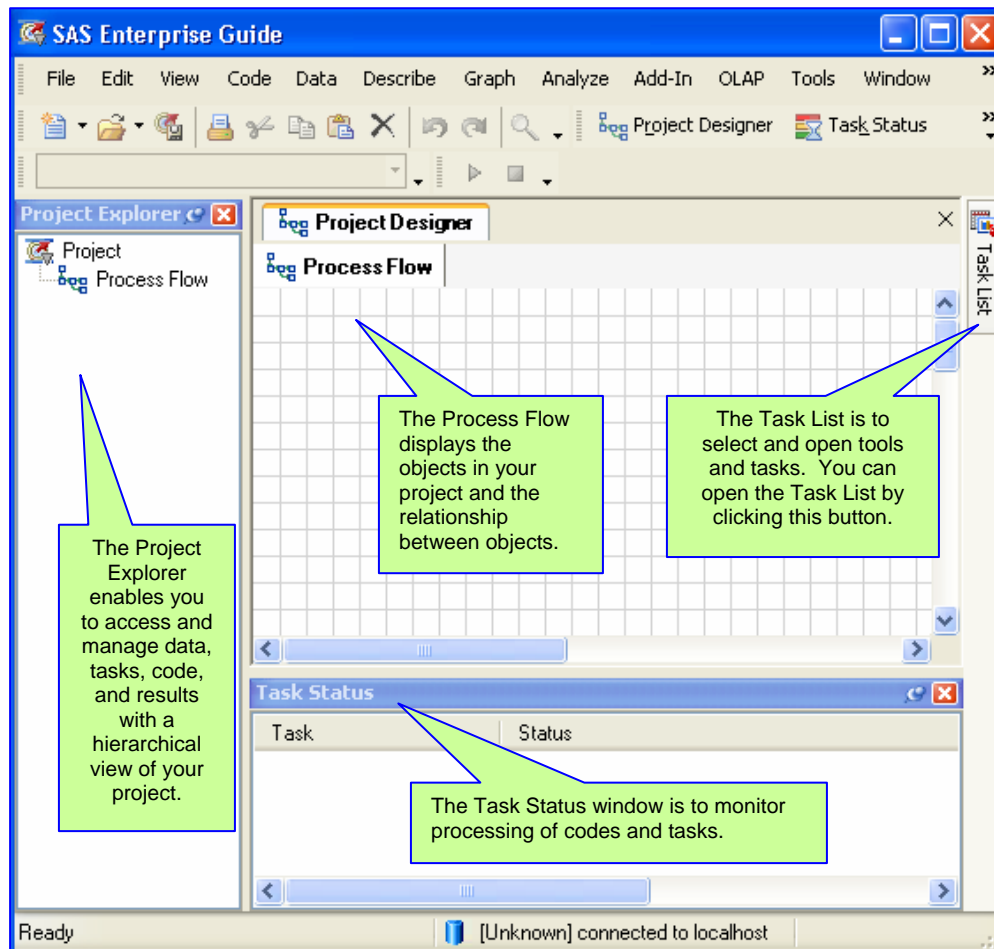 SAS Enterprise Guide
File Edit View Code Data Describe Graph Analyze Add-In OLAP Tools Window
Project Designer Task Status
Project Explorer
Project
Process Flow
Project Designer
Process Flow
Task List
The Process Flow
displays the
objects in your
project and the
relationship
between objects.
The Task List is to
select and open tools
and tasks. You can
open the Task List by
clicking this button.
The Project
Explorer
enables you
to access and
manage data,
tasks, code,
and results
with a
hierarchical
view of your
project.
Task Status
Task Status
The Task Status window is to monitor
processing of codes and tasks.
Ready [Unknown] connected to localhost